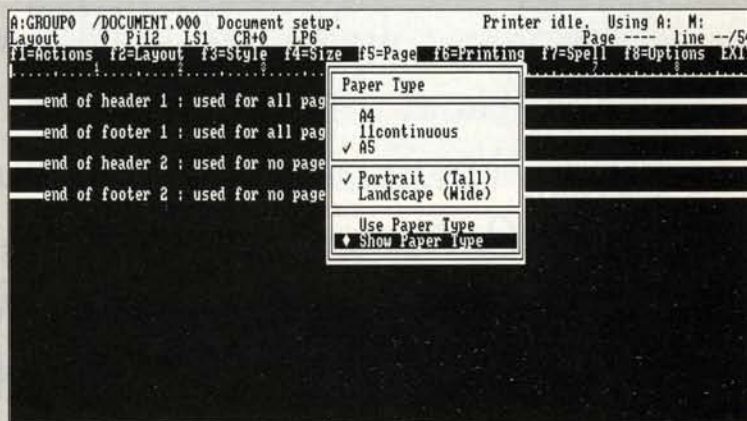 A:GROUP0 /DOCUMENT.000 Document setup. Printer idle. Using A: M:
Layout 0 Pi12 LS1 CR+0 LP6 Page ---- line --/54
f1=Actions f2=Layout f3=Style f4=Size f5=Page f6=Printing f7=Spell f8=Options EXIT
Paper Type
end of header 1 : used for all pag
A4
end of footer 1 : used for all pag
11continuous
✓ A5
end of header 2 : used for no page
✓ Portrait (Tall)
end of footer 2 : used for no page
Landscape (Wide)
Use Paper Type
Show Paper Type